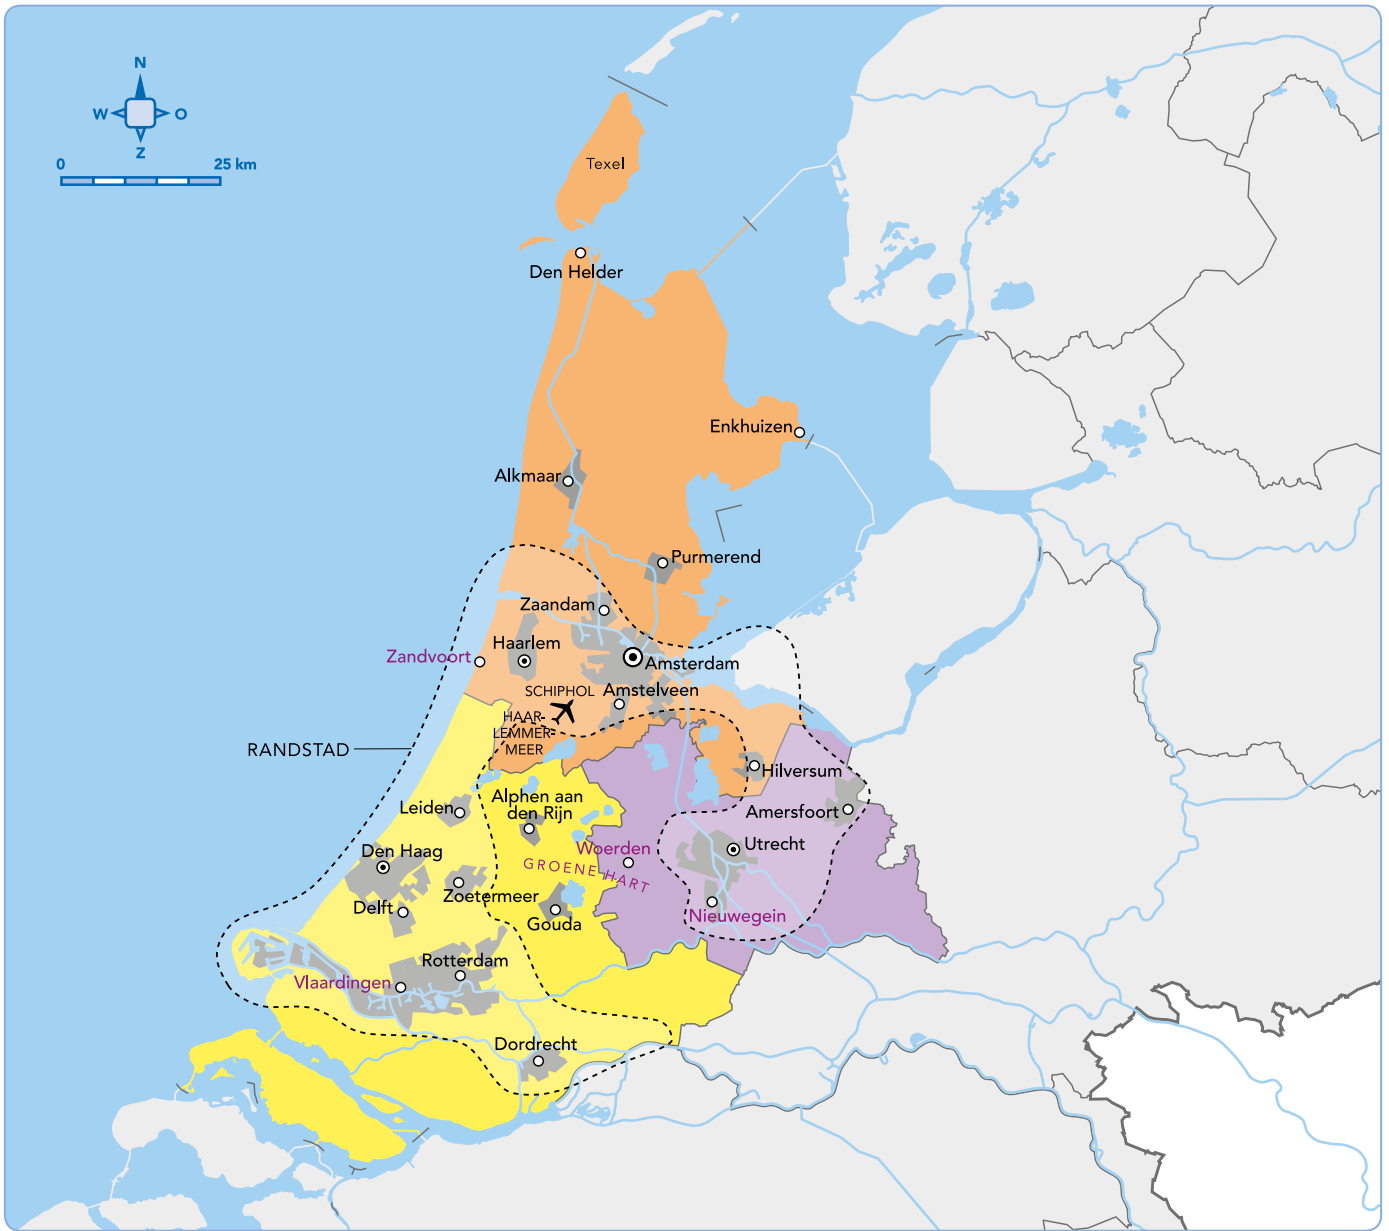 N
W
O
Z
0
25 km
Texel
Den Helder
Enkhuizen
Alkmaar
Purmerend
Zaandam
Haarlem
Zandvoort
Amsterdam
SCHIPHOL
Amstelveen
HAAR-
LEMMER-
MEER
RANDSTAD
Hilversum
Alphen aan
den Rijn
Leiden
Amersfoort
Utrecht
Woerden
Den Haag
GROENE HART
Zoetermeer
Delft
Gouda
Nieuwegein
Rotterdam
Vlaardingen
Dordrecht